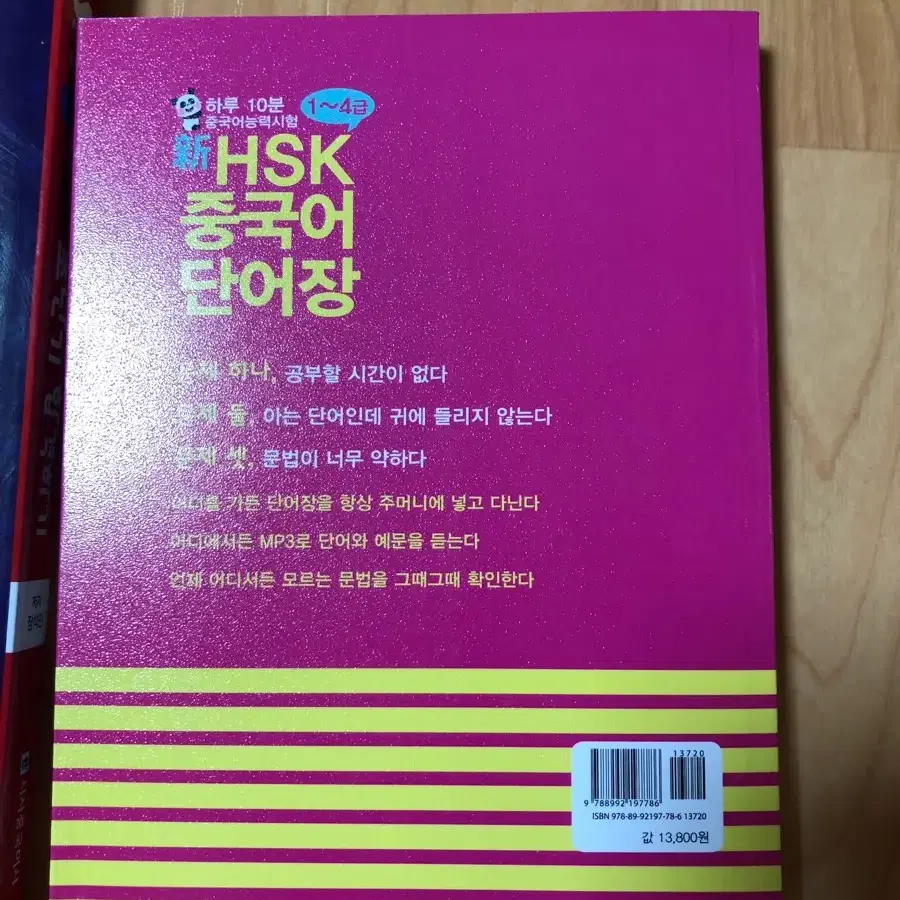 하루 10분
중국어능력시험
1~4급
新 HSK
중국어
단어장
문제 하나, 공부할 시간이 없다
문제 둘, 아는 단어인데 귀에 들리지 않는다
문제 셋, 문법이 너무 약하다
어디를 가든 단어장을 항상 주머니에 넣고 다닌다
어디에서든 MP3로 단어와 예문을 듣는다
언제 어디서든 모르는 문법을 그때그때 확인한다
13720
9 788992 197786
ISBN 978-89-92197-78-6 13720
값 13,800원